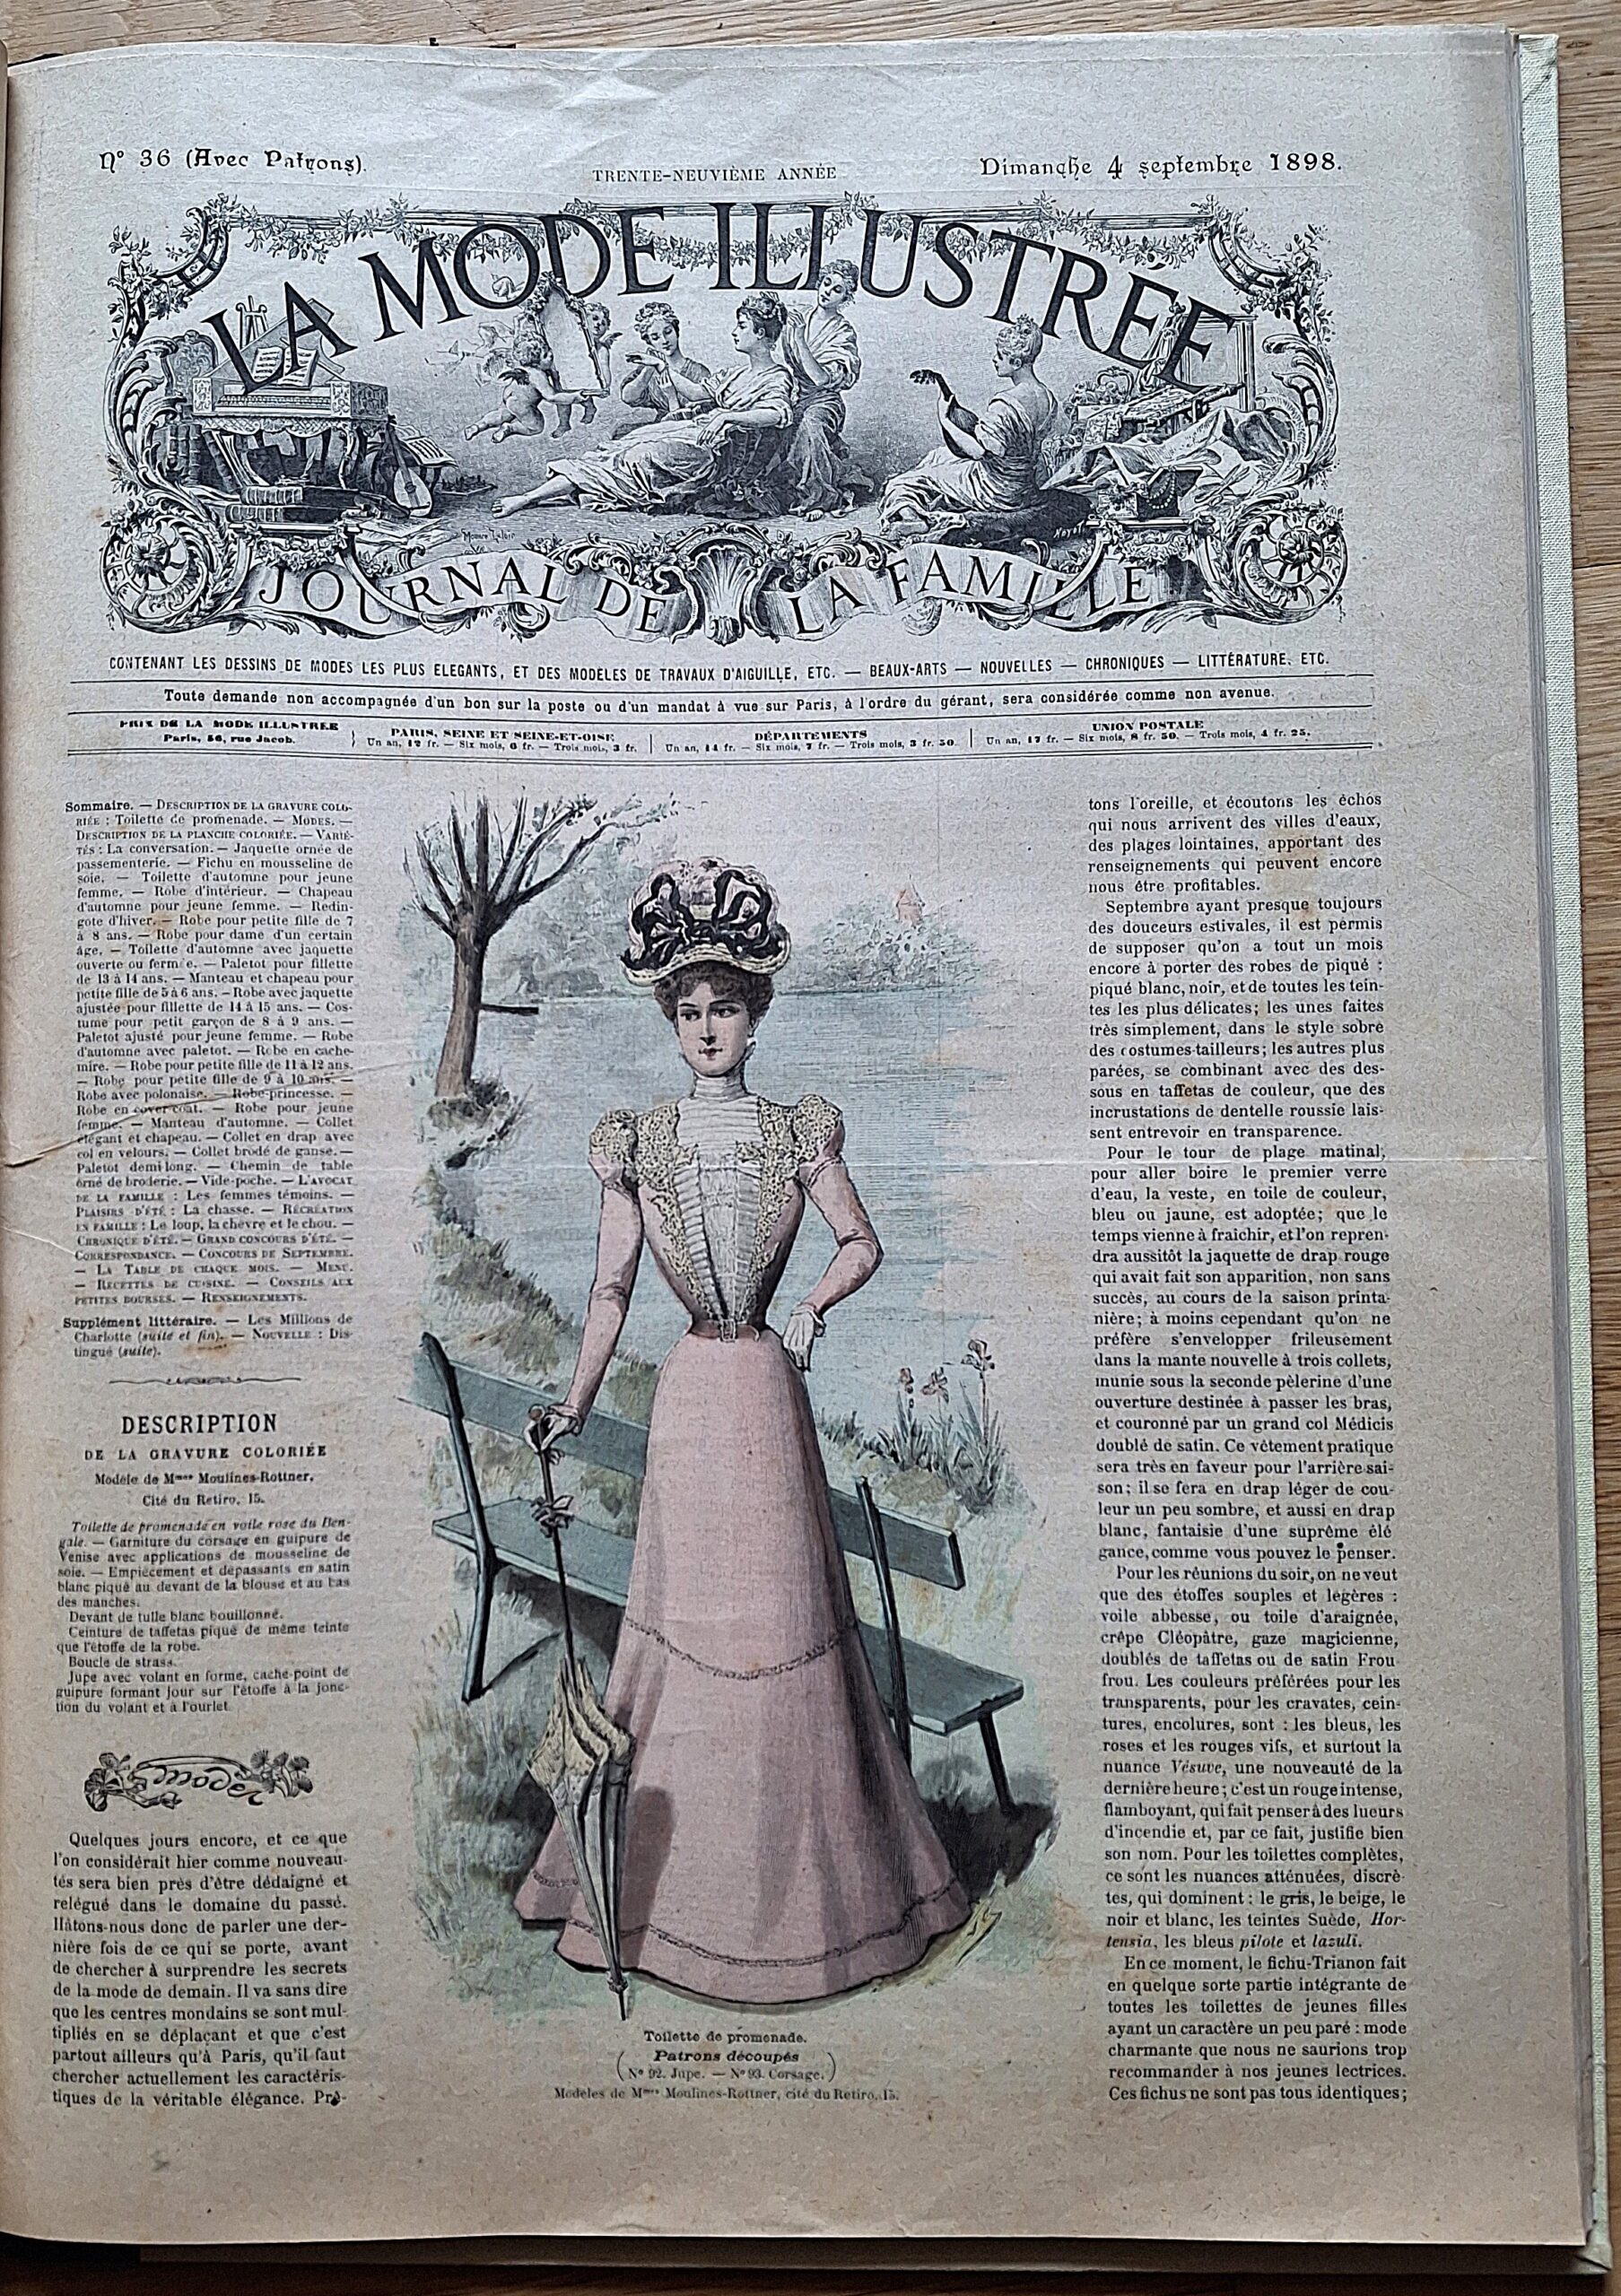 N° 36 (Avec Patrons).
TRENTE-NEUVIÈME ANNÉE
Dimanche 4 septembre 1898.
LA MODE ILLUSTRÉE
JOURNAL DE LA FAMILLE
CONTENANT LES DESSINS DE MODES LES PLUS ELEGANTS, ET DES MODÈLES DE TRAVAUX D'AIGUILLE, ETC. — BEAUX-ARTS — NOUVELLES — CHRONIQUES — LITTÉRATURE, ETC.
Toute demande non accompagnée d'un bon sur la poste ou d'un mandat à vue sur Paris, à l'ordre du gérant, sera considérée comme non avenue.
PRIX DE LA MODE ILLUSTRÉE
Paris, 56, rue Jacob.
PARIS, SEINE ET SEINE-ET-OISE
Un an, 12 fr. — Six mois, 6 fr. — Trois mois, 3 fr.
DÉPARTEMENTS
Un an, 14 fr. — Six mois, 7 fr. — Trois mois, 3 fr. 50.
UNION POSTALE
Un an, 17 fr. — Six mois, 8 fr. 50. — Trois mois, 4 fr. 25.
Sommaire. — DESCRIPTION DE LA GRAVURE COLO-
RIÉE : Toilette de promenade. — MODES. —
DESCRIPTION DE LA PLANCHE COLORIÉE. — VARIÉ-
TÉS : La conversation. — Jaquette ornée de
passementerie. — Fichu en mousseline de
soie. — Toilette d'automne pour jeune
femme. — Robe d'intérieur. — Chapeau
d'automne pour jeune femme. — Redin-
gote d'hiver. — Robe pour petite fille de 7
à 8 ans. — Robe pour dame d'un certain
âge. — Toilette d'automne avec jaquette
ouverte ou fermée. — Paletot pour fillette
de 13 à 14 ans. — Manteau et chapeau pour
petite fille de 5 à 6 ans. — Robe avec jaquette
ajustée pour fillette de 14 à 15 ans. — Cos-
tume pour petit garçon de 8 à 9 ans. —
Paletot ajusté pour jeune femme. — Robe
d'automne avec paletot. — Robe en cache-
mire. — Robe pour petite fille de 11 à 12 ans.
— Robe pour petite fille de 9 à 10 ans. —
Robe avec polonaise. — Robe princesse. —
Robe en cover coat. — Robe pour jeune
femme. — Manteau d'automne. — Collet
élégant et chapeau. — Collet en drap avec
col en velours. — Collet brodé de ganse. —
Paletot demi long. — Chemin de table
orné de broderie. — Vide-poche. — L'AVOCAT
DE LA FAMILLE : Les femmes témoins. —
PLAISIRS D'ÉTÉ : La chasse. — RÉCRÉATION
EN FAMILLE : Le loup, la chèvre et le chou. —
CHRONIQUE D'ÉTÉ. — GRAND CONCOURS D'ÉTÉ. —
CORRESPONDANCE. — CONCOURS DE SEPTEMBRE.
— LA TABLE DE CHAQUE MOIS. — MENU.
— RECETTES DE CUISINE. — CONSEILS AUX
PETITES BOURSES. — RENSEIGNEMENTS.
Supplément littéraire. — Les Millions de
Charlotte (suite et fin). — NOUVELLE : Dis-
tingué (suite).
DESCRIPTION
DE LA GRAVURE COLORIÉE
Modèle de Mmes Moulines-Rottner,
Cité du Retiro, 15.
Toilette de promenade en voile rose du Ben-
gale. — Garniture du corsage en guipure de
Venise avec applications de mousseline de
soie. — Empiècement et dépassants en satin
blanc piqué au devant de la blouse et au bas
des manches.
Devant de tulle blanc bouillonné.
Ceinture de taffetas piqué de même teinte
que l'étoffe de la robe.
Boucle de strass.
Jupe avec volant en forme, cache-point de
guipure formant jour sur l'étoffe à la jonc-
tion du volant et à l'ourlet.
Mode
Quelques jours encore, et ce que
l'on considérait hier comme nouveau-
tés sera bien près d'être dédaigné et
relégué dans le domaine du passé.
Hâtons-nous donc de parler une der-
nière fois de ce qui se porte, avant
de chercher à surprendre les secrets
de la mode de demain. Il va sans dire
que les centres mondains se sont mul-
tipliés en se déplaçant et que c'est
partout ailleurs qu'à Paris, qu'il faut
chercher actuellement les caractéris-
tiques de la véritable élégance. Prê-
Toilette de promenade.
Patrons découpés
(N° 92. Jupe. — N° 93. Corsage.)
Modèles de Mmes Moulines-Rottner, cité du Retiro, 15.
tons l'oreille, et écoutons les échos
qui nous arrivent des villes d'eaux,
des plages lointaines, apportant des
renseignements qui peuvent encore
nous être profitables.
Septembre ayant presque toujours
des douceurs estivales, il est permis
de supposer qu'on a tout un mois
encore à porter des robes de piqué :
piqué blanc, noir, et de toutes les tein-
tes les plus délicates; les unes faites
très simplement, dans le style sobre
des costumes-tailleurs; les autres plus
parées, se combinant avec des des-
sous en taffetas de couleur, que des
incrustations de dentelle roussie lais-
sent entrevoir en transparence.
Pour le tour de plage matinal,
pour aller boire le premier verre
d'eau, la veste, en toile de couleur,
bleu ou jaune, est adoptée; que le
temps vienne à fraîchir, et l'on repren-
dra aussitôt la jaquette de drap rouge
qui avait fait son apparition, non sans
succès, au cours de la saison printa-
nière; à moins cependant qu'on ne
préfère s'envelopper frileusement
dans la mante nouvelle à trois collets,
munie sous la seconde pèlerine d'une
ouverture destinée à passer les bras,
et couronné par un grand col Médicis
doublé de satin. Ce vêtement pratique
sera très en faveur pour l'arrière-sai-
son; il se fera en drap léger de cou-
leur un peu sombre, et aussi en drap
blanc, fantaisie d'une suprême élé
gance, comme vous pouvez le penser.
Pour les réunions du soir, on ne veut
que des étoffes souples et légères :
voile abbesse, ou toile d'araignée,
crêpe Cléopâtre, gaze magicienne,
doublés de taffetas ou de satin Frou-
frou. Les couleurs préférées pour les
transparents, pour les cravates, cein-
tures, encolures, sont : les bleus, les
roses et les rouges vifs, et surtout la
nuance Vésuve, une nouveauté de la
dernière heure; c'est un rouge intense,
flamboyant, qui fait penser à des lueurs
d'incendie et, par ce fait, justifie bien
son nom. Pour les toilettes complètes,
ce sont les nuances atténuées, discrè-
tes, qui dominent : le gris, le beige, le
noir et blanc, les teintes Suède, Hor-
tensia, les bleus pilote et lazuli.
En ce moment, le fichu-Trianon fait
en quelque sorte partie intégrante de
toutes les toilettes de jeunes filles
ayant un caractère un peu paré : mode
charmante que nous ne saurions trop
recommander à nos jeunes lectrices.
Ces fichus ne sont pas tous identiques;